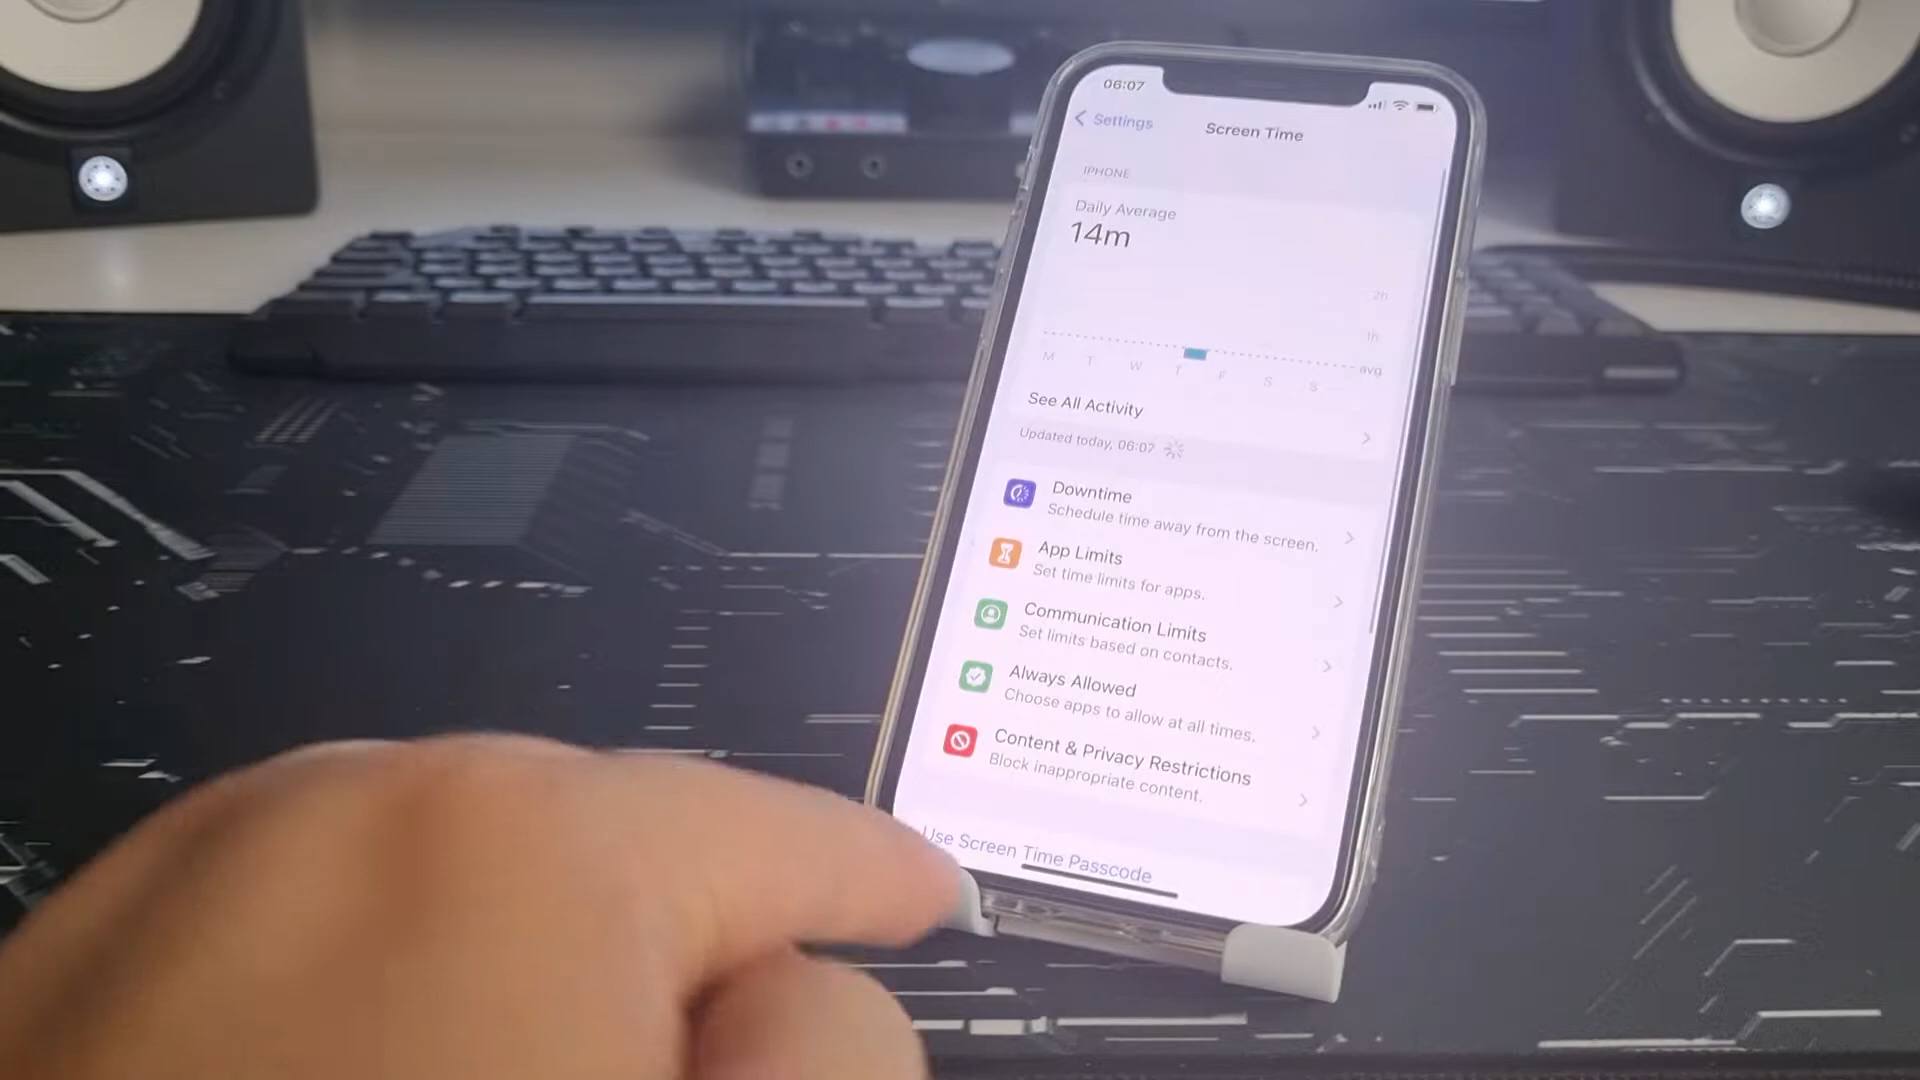 06:07
Settings
Screen Time
IPHONE
Daily Average
14m
2h
1h
avg
M T W T F S S
See All Activity
Updated today, 06:07
Downtime
Schedule time away from the screen.
App Limits
Set time limits for apps.
Communication Limits
Set limits based on contacts.
Always Allowed
Choose apps to allow at all times.
Content & Privacy Restrictions
Block inappropriate content.
Use Screen Time Passcode